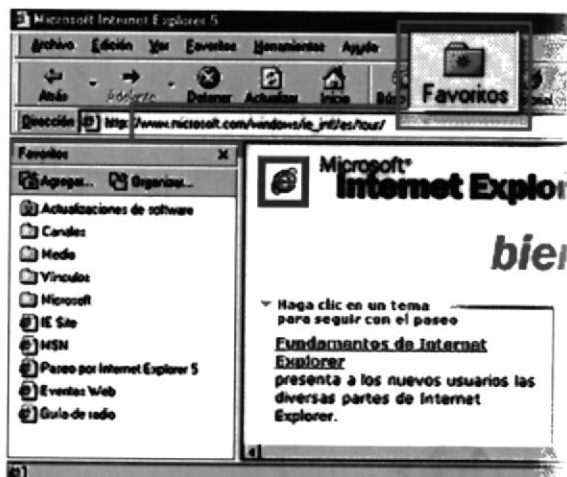 Microsoft Internet Explorer 5
Archivo Edición Ver Favoritos Herramientas Ayuda
Atrás Adelante Detener Actualizar Inicio
Favoritos
Dirección http://www.microsoft.com/windows/ie_intl/es/tour/
Favoritos x
Agregar... Organizar...
Actualizaciones de software
Canales
Media
Vínculos
Microsoft
IE Site
MSN
Paseo por Internet Explorer 5
Eventos Web
Guía de radio
Microsoft®
Internet Explor
bien
Haga clic en un tema
para seguir con el paseo
Fundamentos de Internet
Explorer
presenta a los nuevos usuarios las
diversas partes de Internet
Explorer.